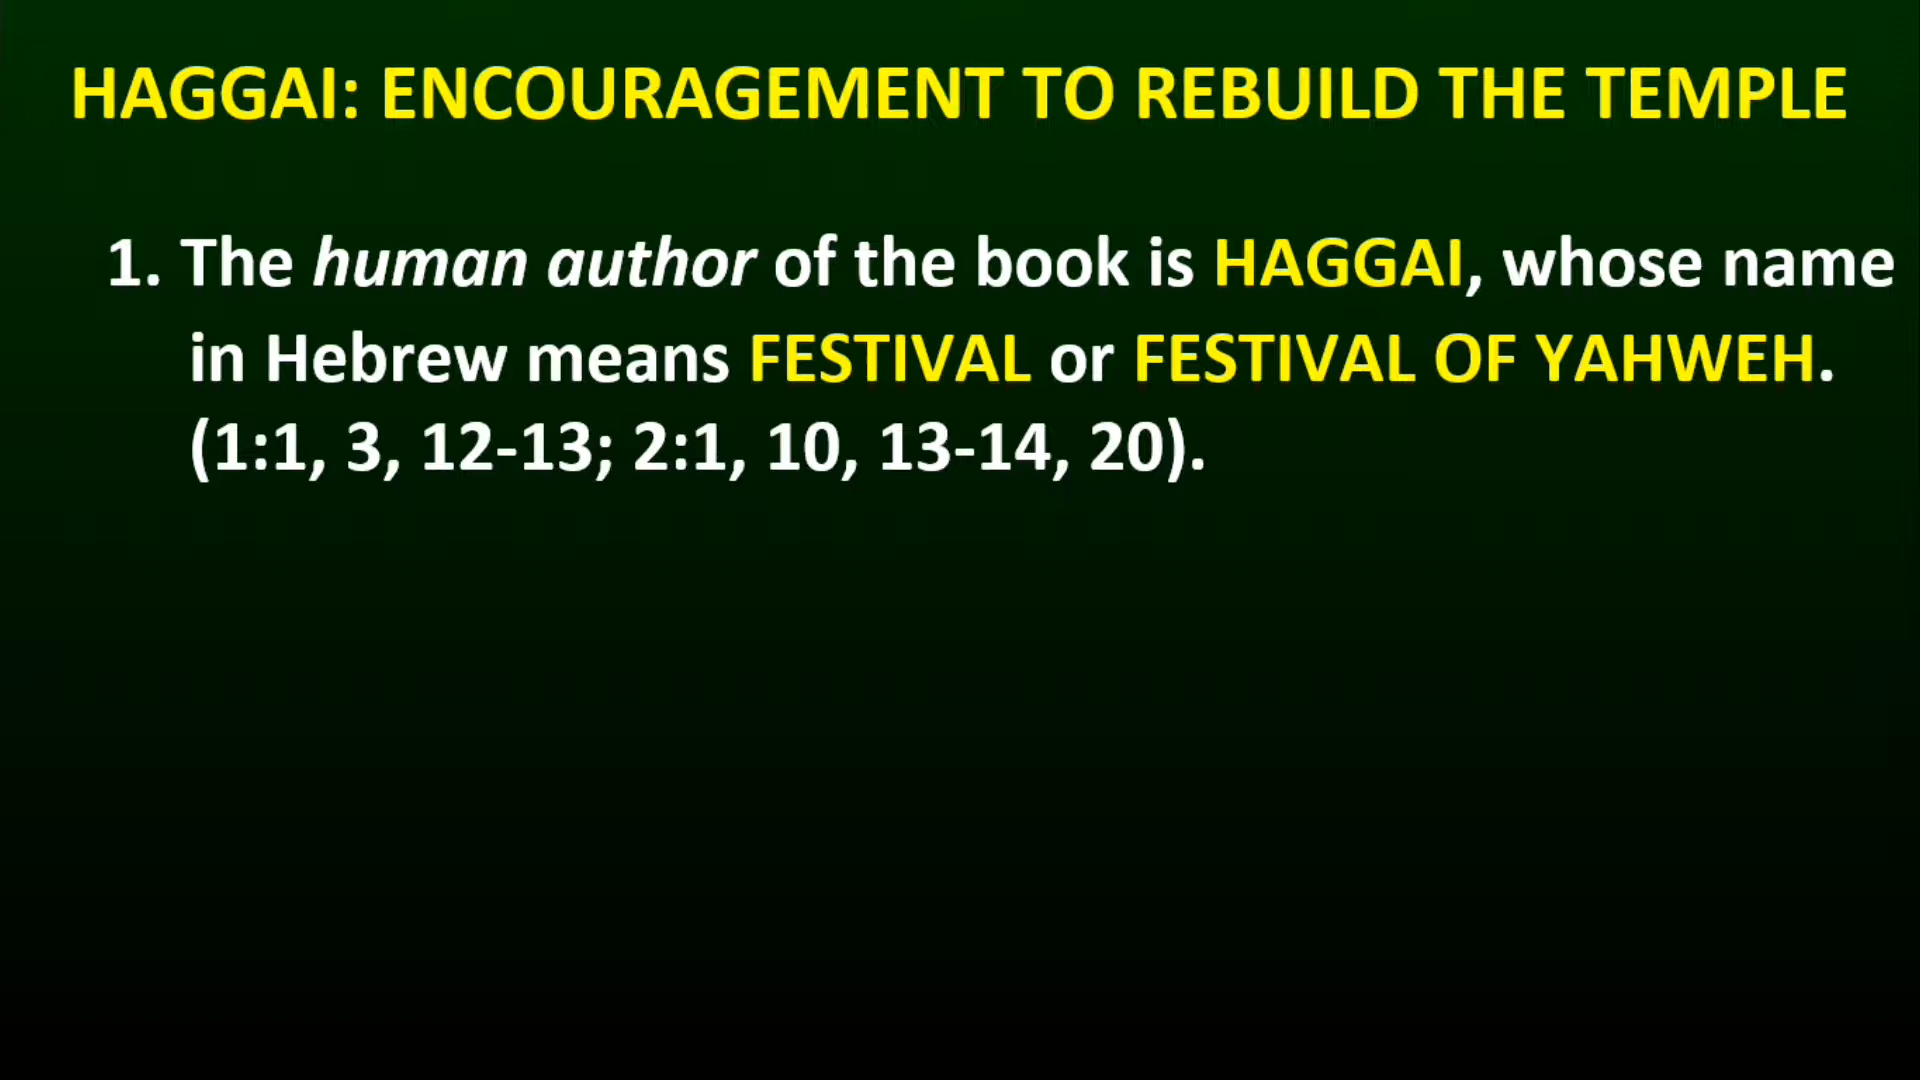 HAGGAI: ENCOURAGEMENT TO REBUILD THE TEMPLE
1. The human author of the book is HAGGAI, whose name
in Hebrew means FESTIVAL or FESTIVAL OF YAHWEH.
(1:1, 3, 12-13; 2:1, 10, 13-14, 20).